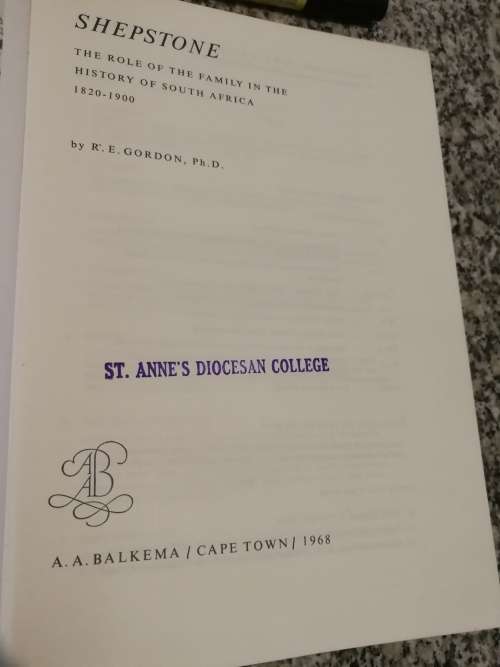 SHEPSTONE
THE ROLE OF THE FAMILY IN THE
HISTORY OF SOUTH AFRICA
1820-1900
by R. E. GORDON, Ph.D.
ST. ANNE'S DIOCESAN COLLEGE
AAB
A. A. BALKEMA / CAPE TOWN / 1968